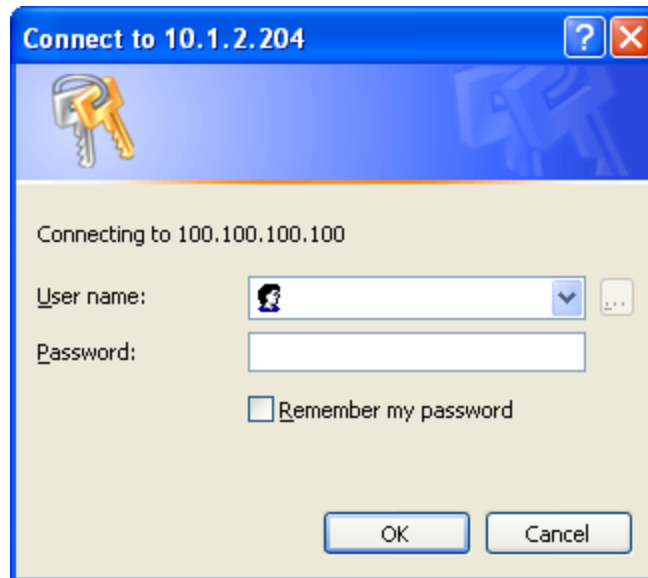 Connect to 10.1.2.204
Connecting to 100.100.100.100
User name:
...
Password:
Remember my password
OK Cancel